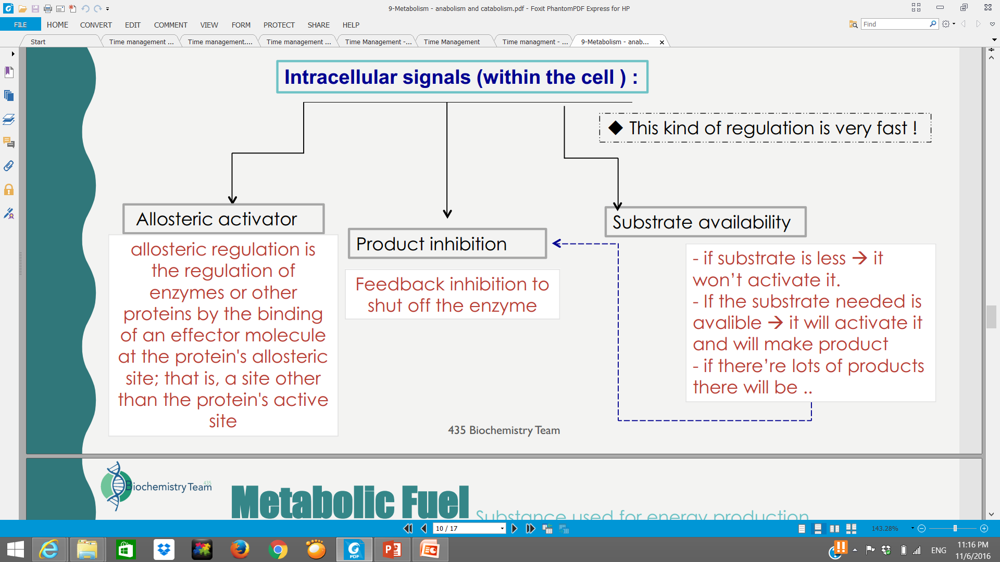 9-Metabolism - anabolism and catabolism.pdf - Foxit PhantomPDF Express for HP
FILE HOME CONVERT EDIT COMMENT VIEW FORM PROTECT SHARE HELP
Find
Start
Time management ...
Time management....
Time management ...
Time Management -...
Time Management
Time managment - ...
9-Metabolism - anab...
Intracellular signals (within the cell ) :
◆ This kind of regulation is very fast !
Allosteric activator
allosteric regulation is
the regulation of
enzymes or other
proteins by the binding
of an effector molecule
at the protein's allosteric
site; that is, a site other
than the protein's active
site
Product inhibition
Feedback inhibition to
shut off the enzyme
Substrate availability
- if substrate is less → it
won’t activate it.
- If the substrate needed is
avalible → it will activate it
and will make product
- if there’re lots of products
there will be ..
435 Biochemistry Team
Biochemistry Team 435
Metabolic Fuel
Substance used for energy production
10 / 17
143.28%
PDF
ENG
11:16 PM
11/6/2016